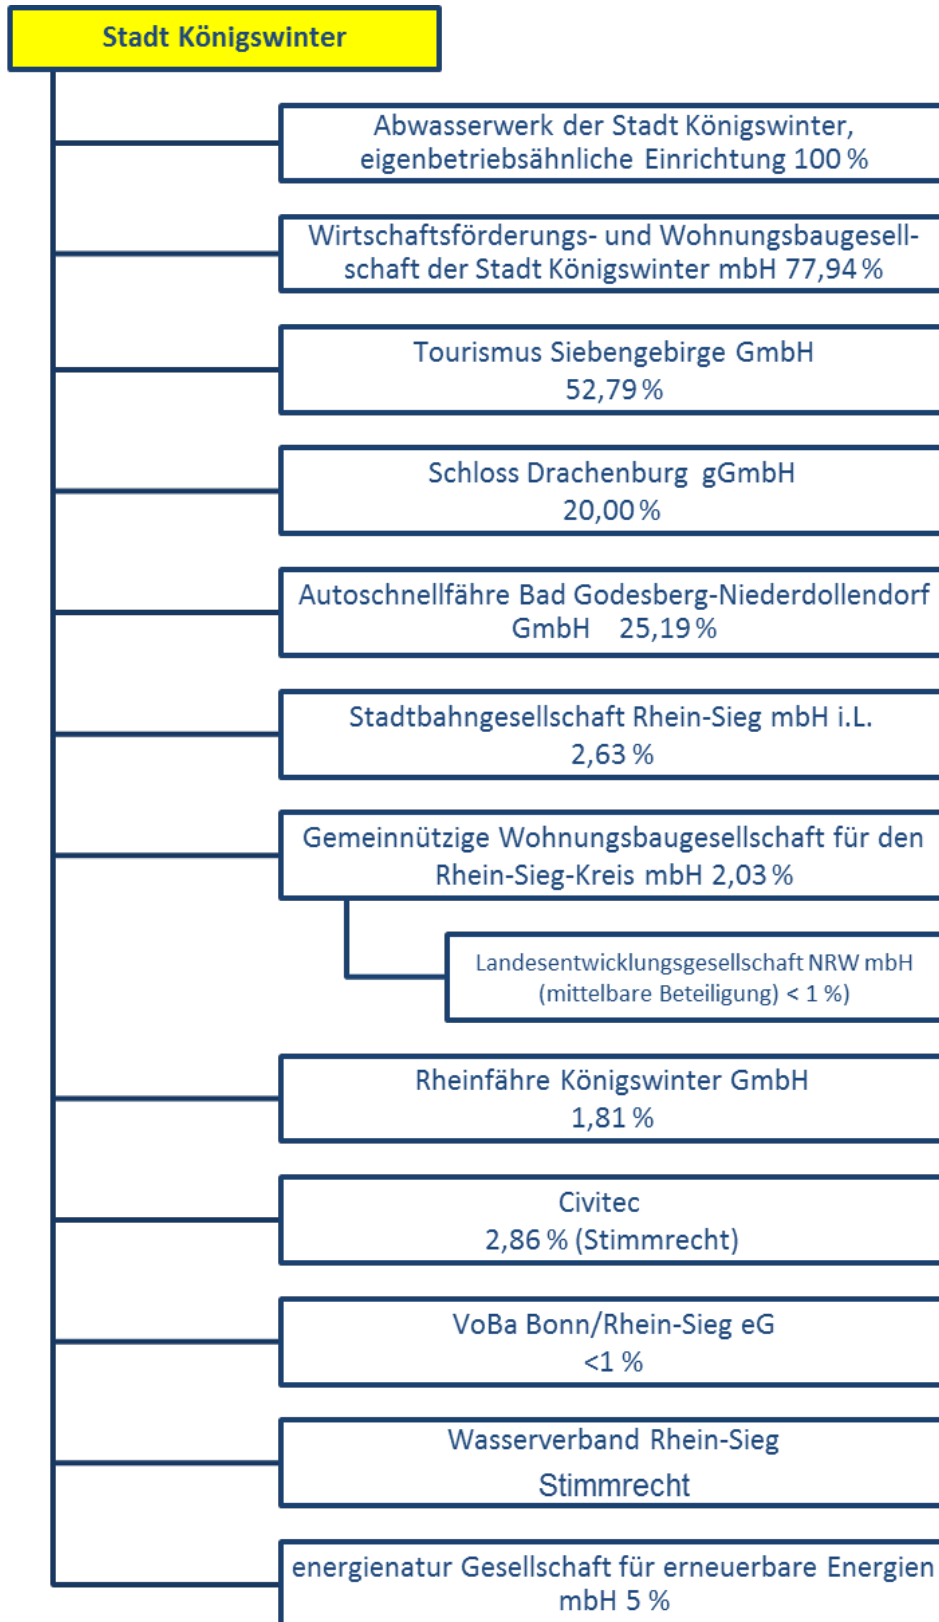 Stadt Königswinter
Abwasserwerk der Stadt Königswinter,
eigenbetriebsähnliche Einrichtung 100 %
Wirtschaftsförderungs- und Wohnungsbaugesell-
schaft der Stadt Königswinter mbH 77,94 %
Tourismus Siebengebirge GmbH
52,79 %
Schloss Drachenburg gGmbH
20,00 %
Autoschnellfähre Bad Godesberg-Niederdollendorf
GmbH 25,19 %
Stadtbahngesellschaft Rhein-Sieg mbH i.L.
2,63 %
Gemeinnützige Wohnungsbaugesellschaft für den
Rhein-Sieg-Kreis mbH 2,03 %
Landesentwicklungsgesellschaft NRW mbH
(mittelbare Beteiligung) < 1 %)
Rheinfähre Königswinter GmbH
1,81 %
Civitec
2,86 % (Stimmrecht)
VoBa Bonn/Rhein-Sieg eG
<1 %
Wasserverband Rhein-Sieg
Stimmrecht
energienatur Gesellschaft für erneuerbare Energien
mbH 5 %